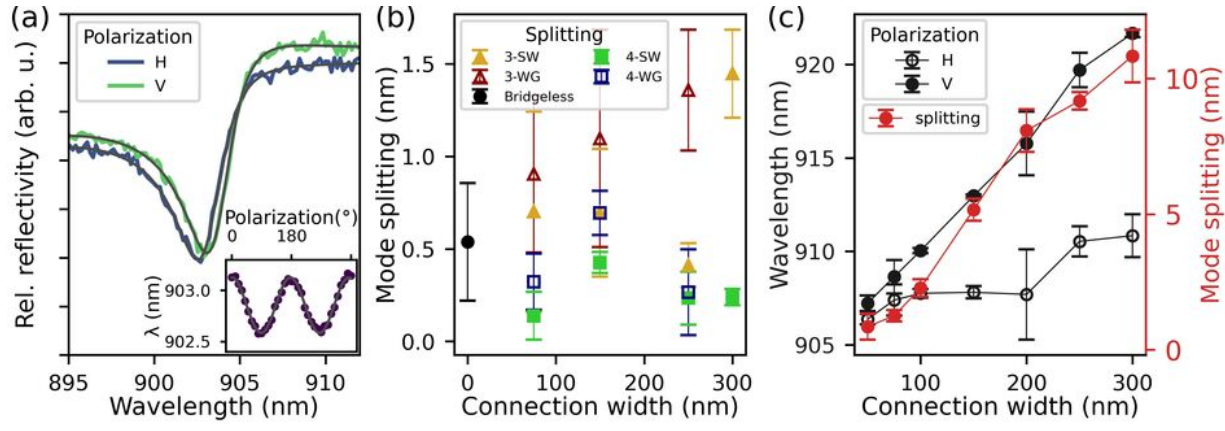 (a)
Polarization
H
V
Rel. reflectivity (arb. u.)
895
900
905
910
Wavelength (nm)
Polarization(°)
0
180
λ (nm)
903.0
902.5
(b)
Splitting
3-SW
3-WG
Bridgeless
4-SW
4-WG
Mode splitting (nm)
1.5
1.0
0.5
0.0
0
100
200
300
Connection width (nm)
(c)
Polarization
H
V
splitting
Wavelength (nm)
920
915
910
905
100
200
300
Connection width (nm)
Mode splitting (nm)
10
5
0